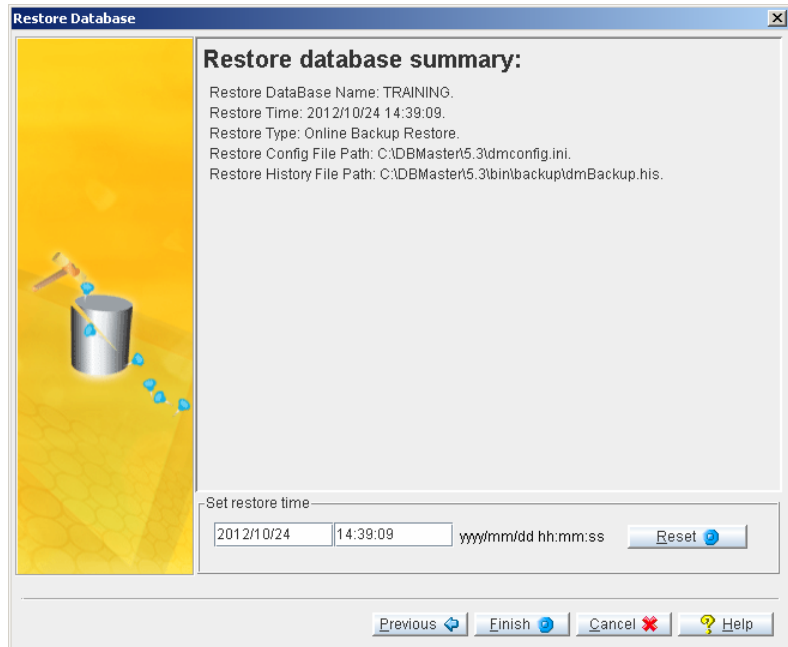 Restore Database
Restore database summary:
Restore DataBase Name: TRAINING.
Restore Time: 2012/10/24 14:39:09.
Restore Type: Online Backup Restore.
Restore Config File Path: C:\DBMaster\5.3\dmconfig.ini.
Restore History File Path: C:\DBMaster\5.3\bin\backup\dmBackup.his.
Set restore time
2012/10/24 14:39:09 yyyy/mm/dd hh:mm:ss Reset
Previous Finish Cancel Help